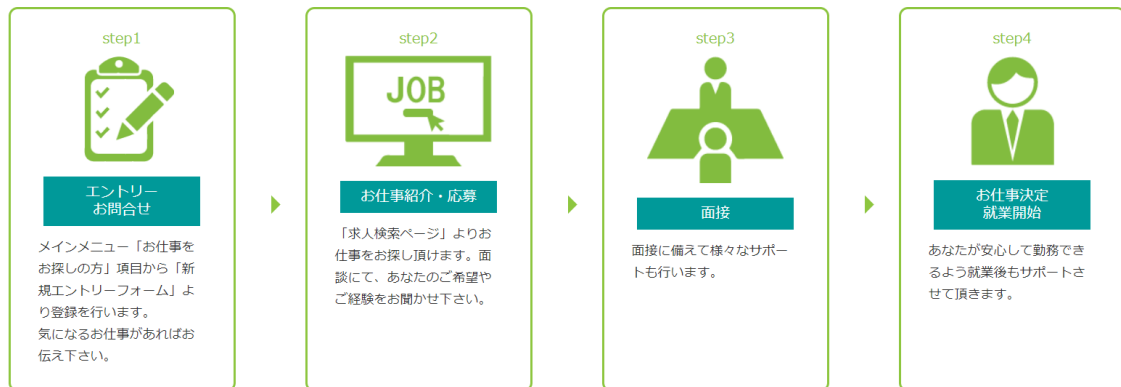 step1
エントリー
お問合せ
メインメニュー「お仕事を
お探しの方」項目から「新
規エントリーフォーム」よ
り登録を行います。
気になるお仕事があればお
伝え下さい。
step2
JOB
お仕事紹介・応募
「求人検索ページ」よりお
仕事をお探し頂けます。面
談にて、あなたのご希望や
ご経験をお聞かせ下さい。
step3
面接
面接に備えて様々なサポー
トも行います。
step4
お仕事決定
就業開始
あなたが安心して勤務でき
るよう就業後もサポートさ
せて頂きます。